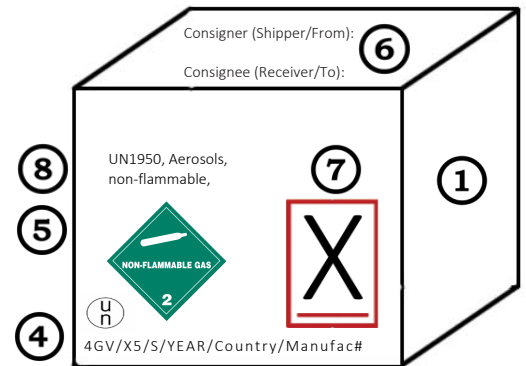 Consigner (Shipper/From):
6
Consignee (Receiver/To):
8
UN1950, Aerosols,
7
1
non-flammable,
5
X
NON-FLAMMABLE GAS
2
u
n
4
4GV/X5/S/YEAR/Country/Manufac#